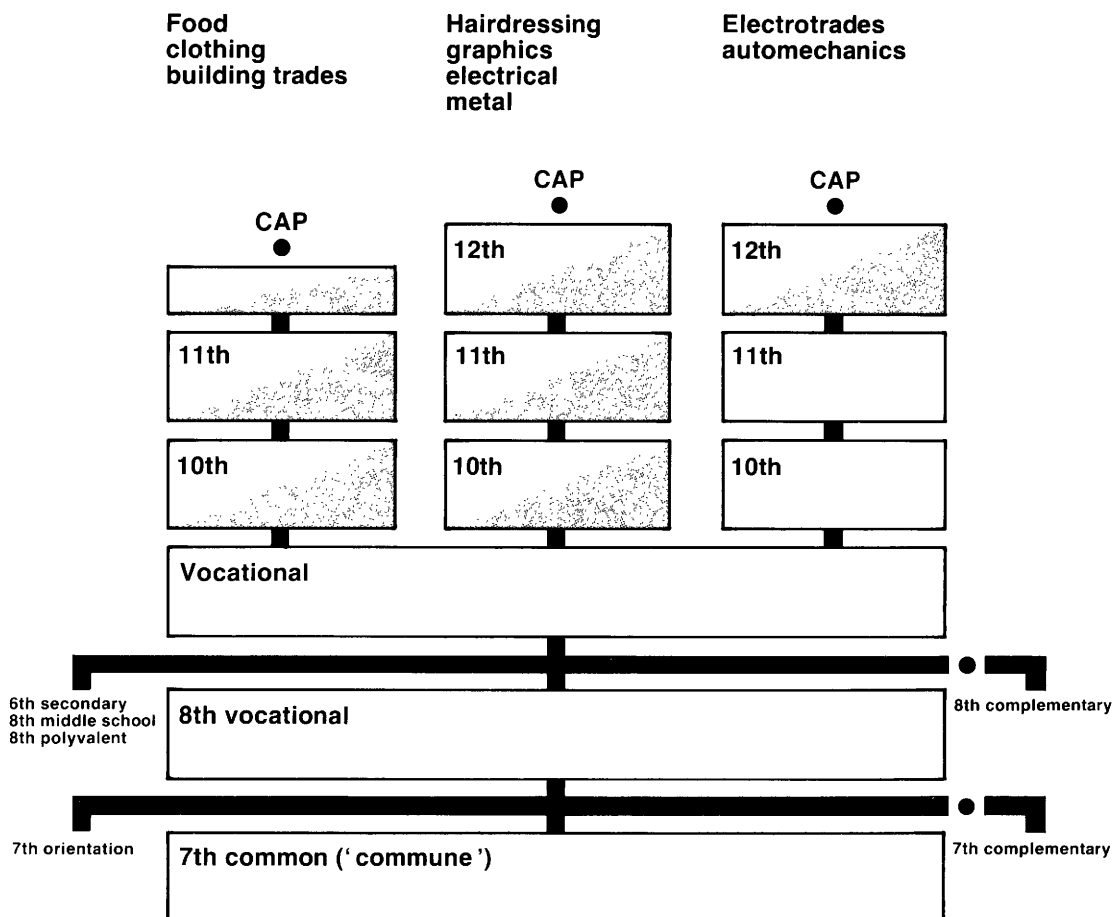 Food
clothing
building trades
Hairdressing
graphics
electrical
metal
Electrotrades
automechanics
CAP
CAP
CAP
12th
12th
11th
11th
11th
10th
10th
10th
Vocational
6th secondary
8th middle school
8th polyvalent
8th vocational
8th complementary
7th orientation
7th common (‘commune’)
7th complementary